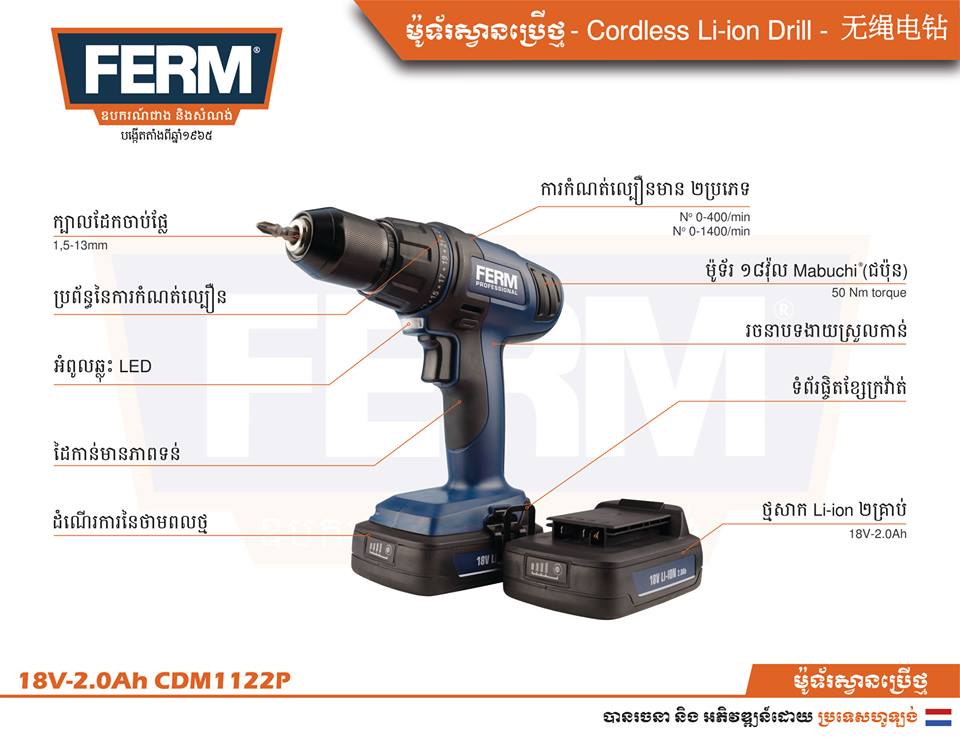 ម៉ូទ័រស្វានប្រើថ្ម - Cordless Li-ion Drill - 无绳电钻
FERM®
ឧបករណ៍ជាង និងសំណង់
បង្កើតតាំងពីឆ្នាំ១៩៦៥
ការកំណត់ល្បឿនមាន ២ប្រភេទ
Nº 0-400/min
Nº 0-1400/min
ក្បាលដែកចាប់ផ្លែ
1,5-13mm
ម៉ូទ័រ ១៨វ៉ុល Mabuchi®(ជប៉ុន)
50 Nm torque
ប្រព័ន្ធនៃការកំណត់ល្បឿន
រចនាបទងាយស្រួលកាន់
អំពូលឆ្លុះ LED
ទំព័រផ្ចិតខ្សែក្រវ៉ាត់
ដៃកាន់មានភាពទន់
ដំណើរការនៃថាមពលថ្ម
ថ្មសាក Li-ion ២គ្រាប់
18V-2.0Ah
FERM
PROFESSIONAL
15 • 17 • 19
18V LI
18V LI-ION 2.0Ah
18V-2.0Ah CDM1122P
ម៉ូទ័រស្វានប្រើថ្ម
បានរចនា និង អភិវឌ្ឍន៍ដោយ ប្រទេសហូឡង់